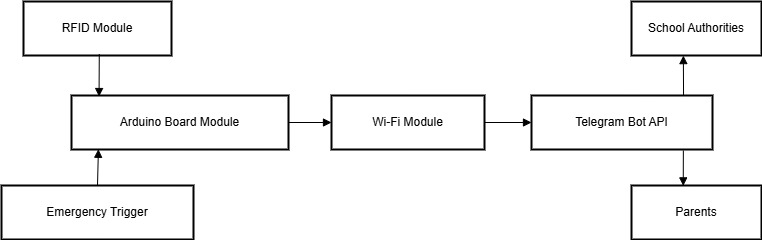 RFID Module
School Authorities
Arduino Board Module
Wi-Fi Module
Telegram Bot API
Emergency Trigger
Parents